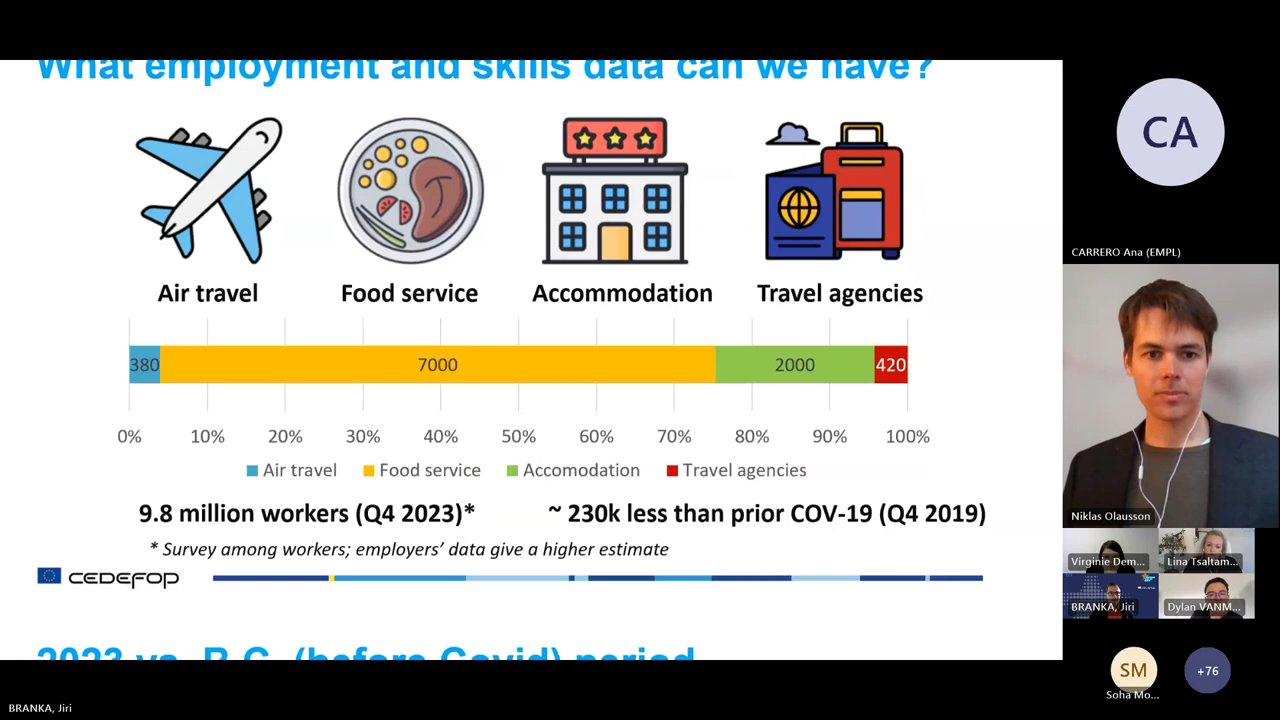 What employment and skills data can we have?
CA
CARRERO Ana (EMPL)
Air travel
Food service
Accommodation
Travel agencies
380
7000
2000
420
0%
10%
20%
30%
40%
50%
60%
70%
80%
90%
100%
Air travel
Food service
Accomodation
Travel agencies
9.8 million workers (Q4 2023)*
~ 230k less than prior COV-19 (Q4 2019)
* Survey among workers; employers' data give a higher estimate
CEDEFOP
2023 vs. B.C. (before Covid) period
Niklas Olausson
Virginie Dem...
Lina Tsaltam...
BRANKA, Jiri
Dylan VANM...
SM
+76
Soha Mo...
BRANKA, Jiri